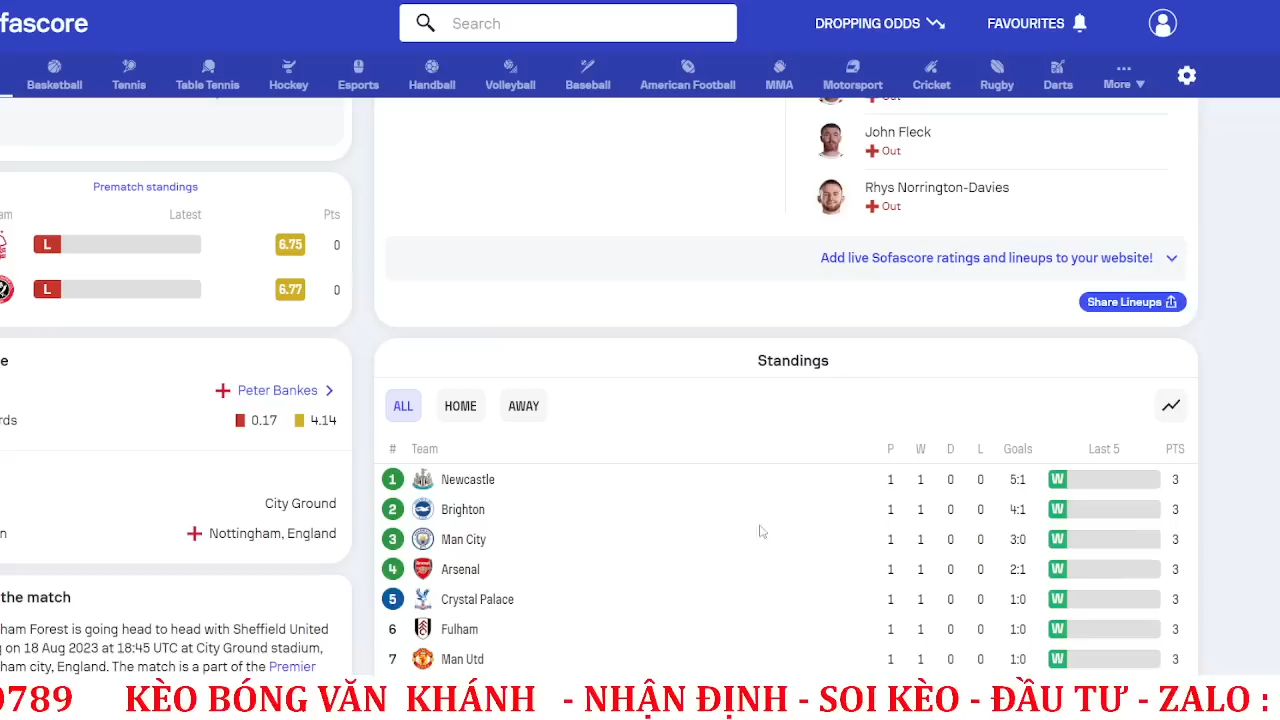 fascore
Search
DROPPING ODDS
FAVOURITES
Basketball
Tennis
Table Tennis
Hockey
Esports
Handball
Volleyball
Baseball
American Football
MMA
Motorsport
Cricket
Rugby
Darts
More
Prematch standings
am Latest Pts
L 6.75 0
L 6.77 0
e
Peter Bankes
rds 0.17 4.14
City Ground
n Nottingham, England
the match
ham Forest is going head to head with Sheffield United
g on 18 Aug 2023 at 18:45 UTC at City Ground stadium,
ham city, England. The match is a part of the Premier
Out
John Fleck
Out
Rhys Norrington-Davies
Out
Add live Sofascore ratings and lineups to your website!
Share Lineups
Standings
ALL HOME AWAY
# Team P W D L Goals Last 5 PTS
1 Newcastle 1 1 0 0 5:1 W 3
2 Brighton 1 1 0 0 4:1 W 3
3 Man City 1 1 0 0 3:0 W 3
4 Arsenal 1 1 0 0 2:1 W 3
5 Crystal Palace 1 1 0 0 1:0 W 3
6 Fulham 1 1 0 0 1:0 W 3
7 Man Utd 1 1 0 0 1:0 W 3
9789 KÈO BÓNG VĂN KHÁNH - NHẬN ĐỊNH - SOI KÈO - ĐẦU TƯ - ZALO :